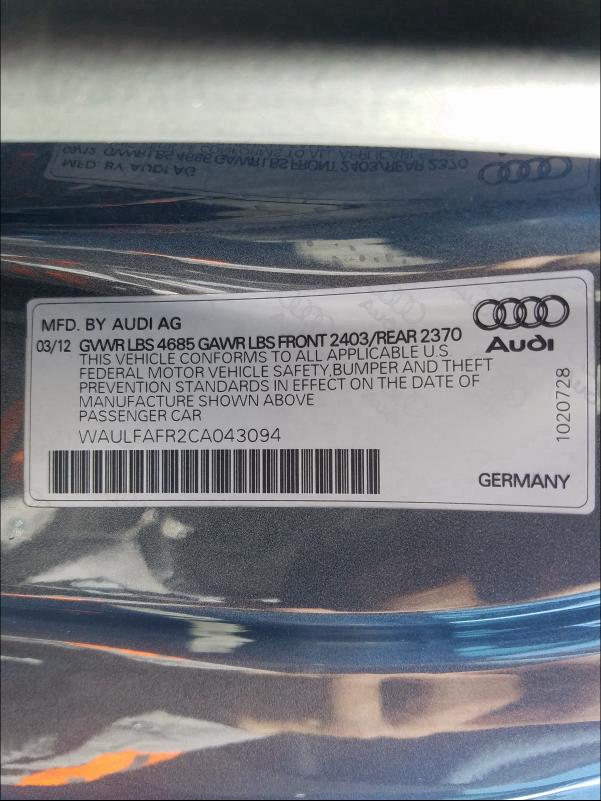 MFD. BY AUDI AG
03/12 GVWR LBS 4685 GAWR LBS FRONT 2403/REAR 2370
THIS VEHICLE CONFORMS TO ALL APPLICABLE U.S.
FEDERAL MOTOR VEHICLE SAFETY,BUMPER AND THEFT
PREVENTION STANDARDS IN EFFECT ON THE DATE OF
MANUFACTURE SHOWN ABOVE
PASSENGER CAR
WAULFAFR2CA043094
Audi
1020728
GERMANY